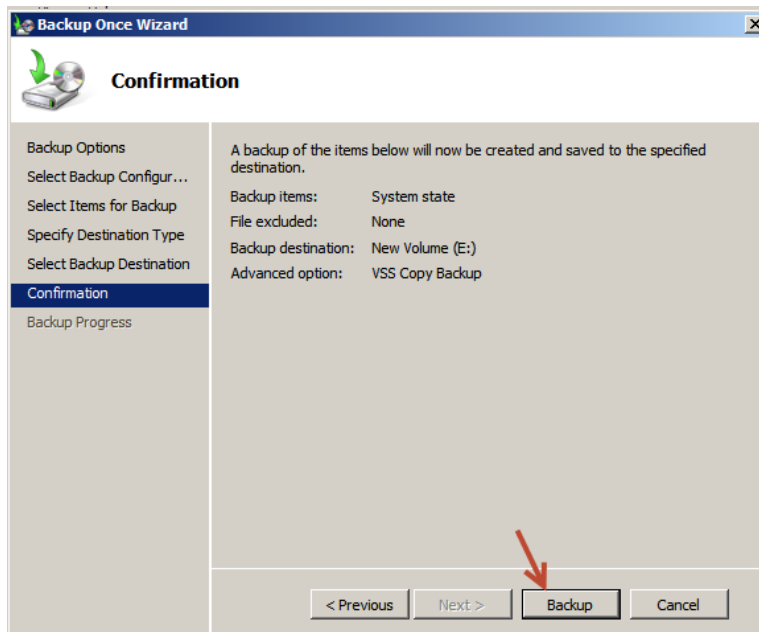 Backup Once Wizard
Confirmation
Backup Options
Select Backup Configur...
Select Items for Backup
Specify Destination Type
Select Backup Destination
Confirmation
Backup Progress
A backup of the items below will now be created and saved to the specified
destination.
Backup items: System state
File excluded: None
Backup destination: New Volume (E:)
Advanced option: VSS Copy Backup
< Previous Next > Backup Cancel